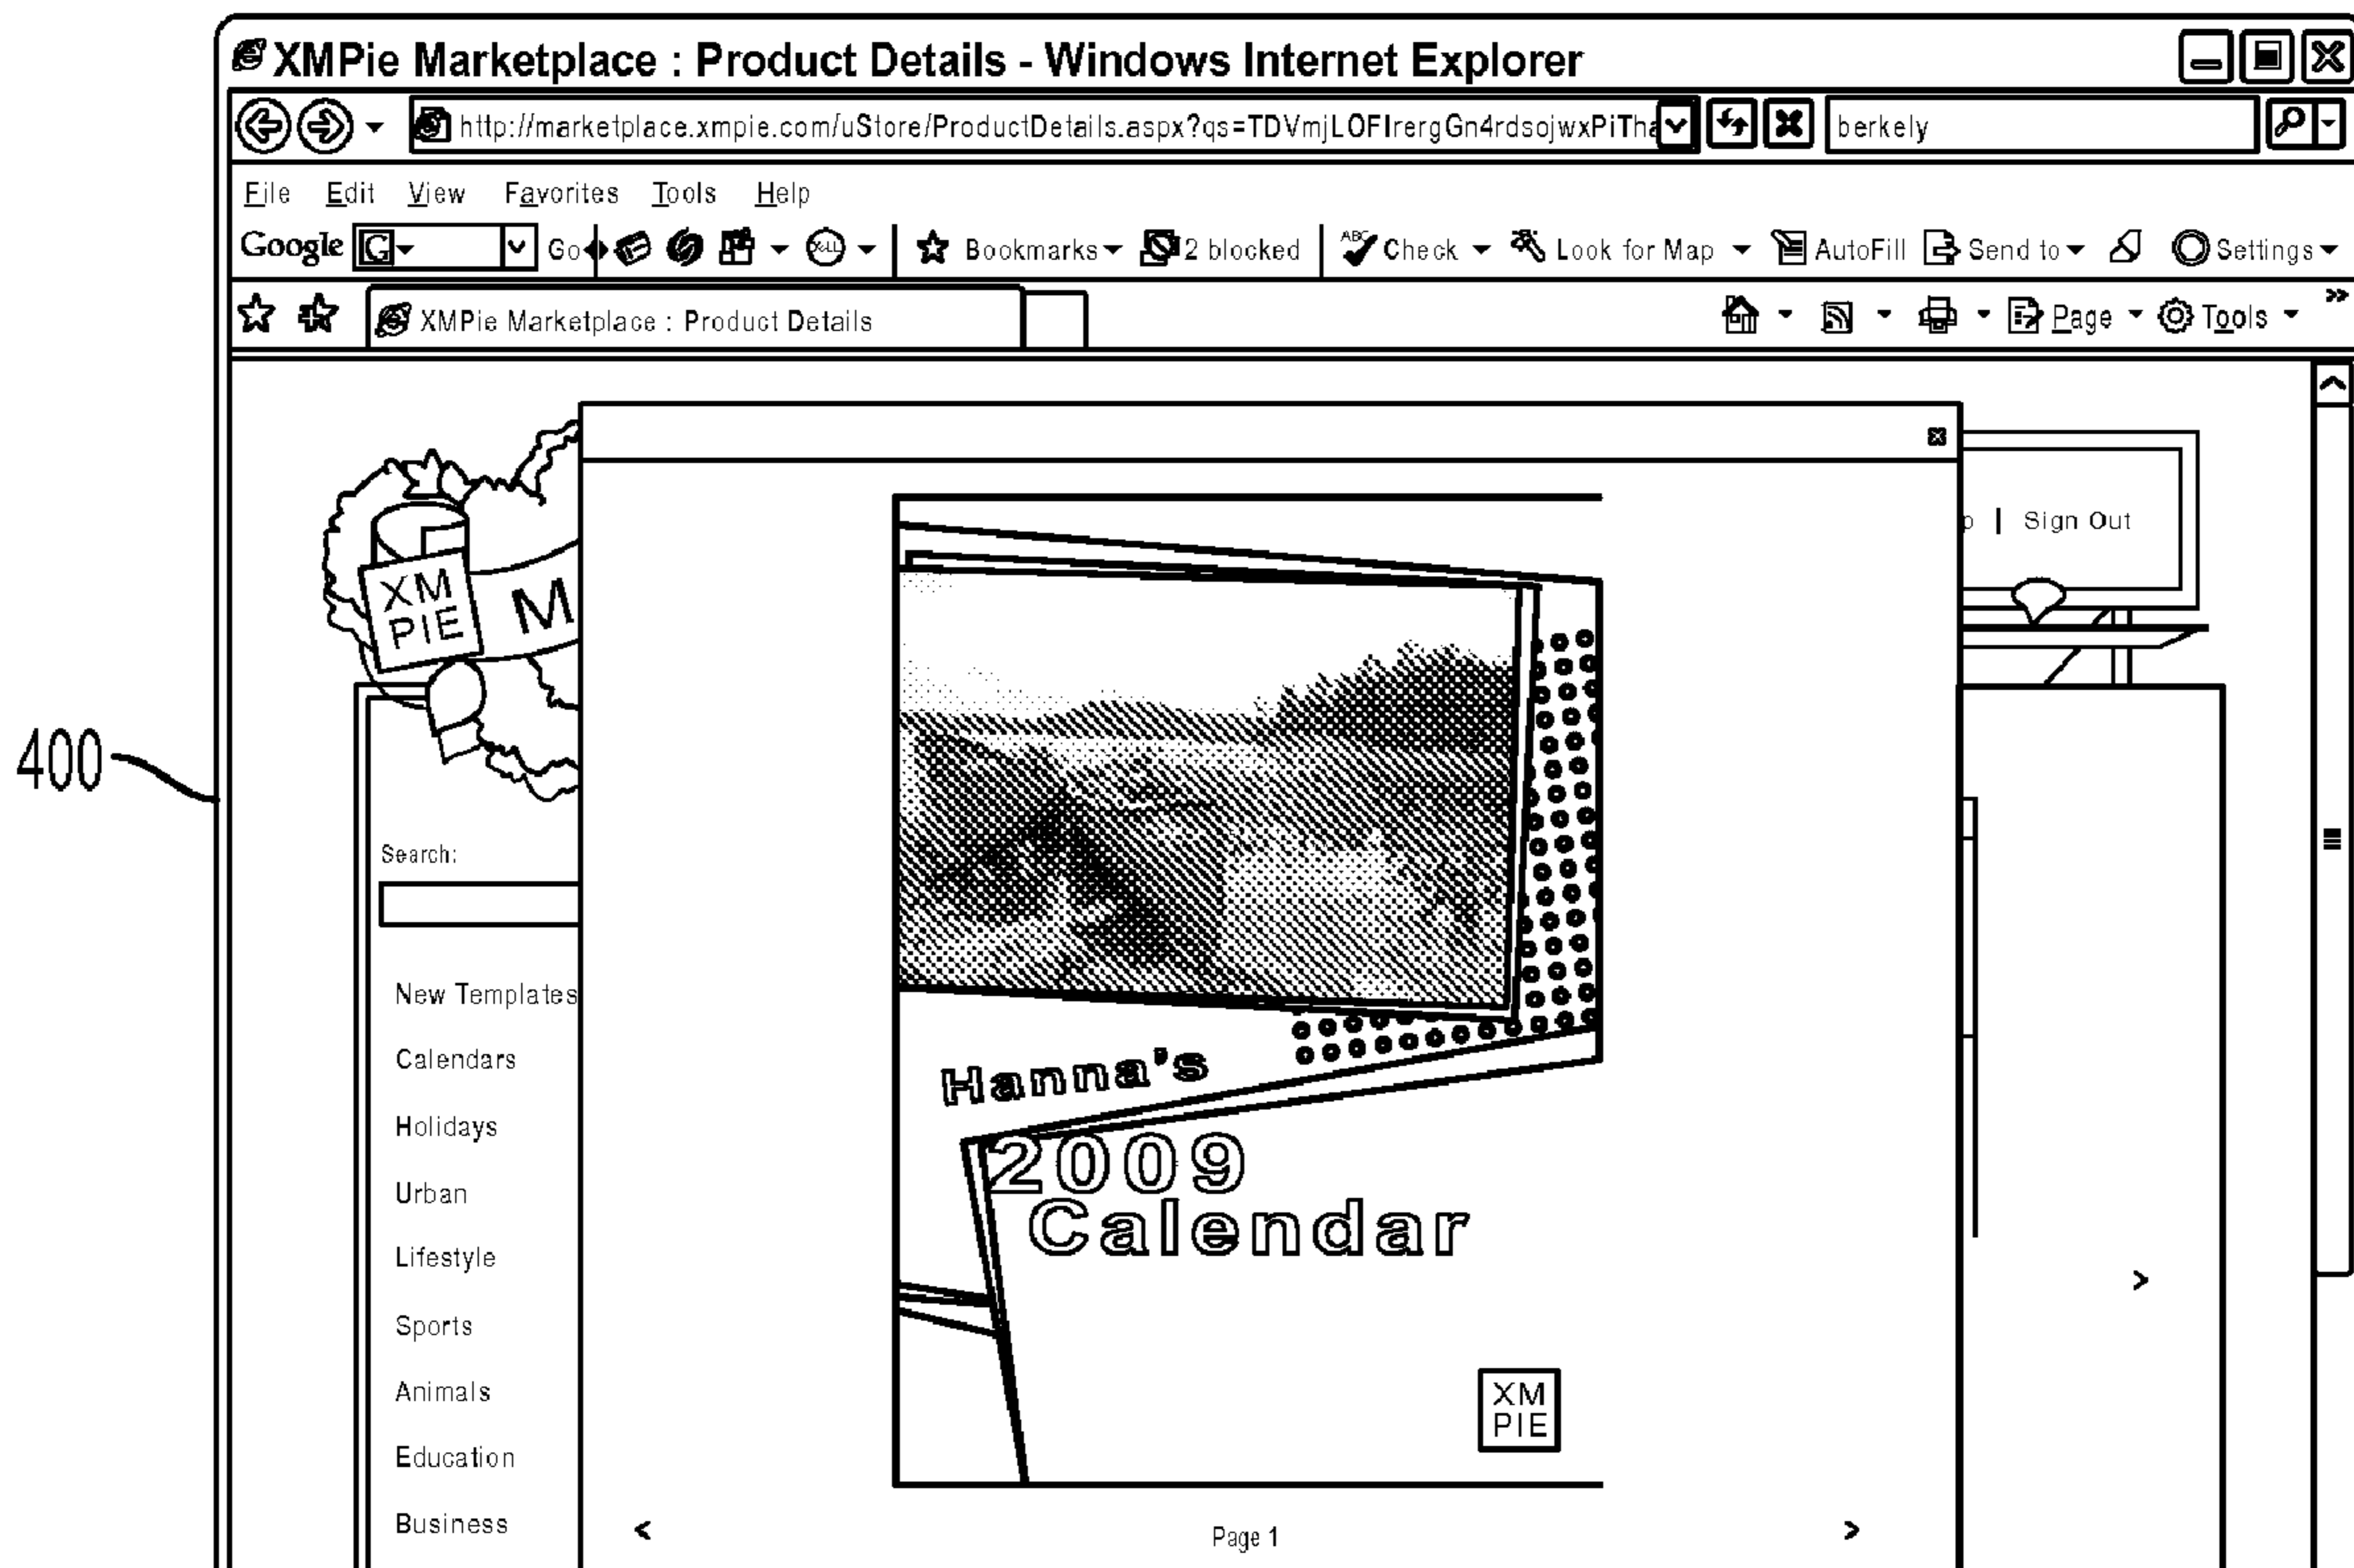 XMPie Marketplace : Product Details - Windows Internet Explorer
http://marketplace.xmpie.com/uStore/ProductDetails.aspx?qs=TDVmjLOFIrergGn4rdsojwxPiTha
berkely
File Edit View Favorites Tools Help
Google G Go DELL Bookmarks 2 blocked ABC Check Look for Map AutoFill Send to Settings
XMPie Marketplace : Product Details
Page Tools
p | Sign Out
XM
PIE
M
400
Search:
New Templates
Calendars
Holidays
Urban
Lifestyle
Sports
Animals
Education
Business
Hanna's
2009
Calendar
XM
PIE
< Page 1 >